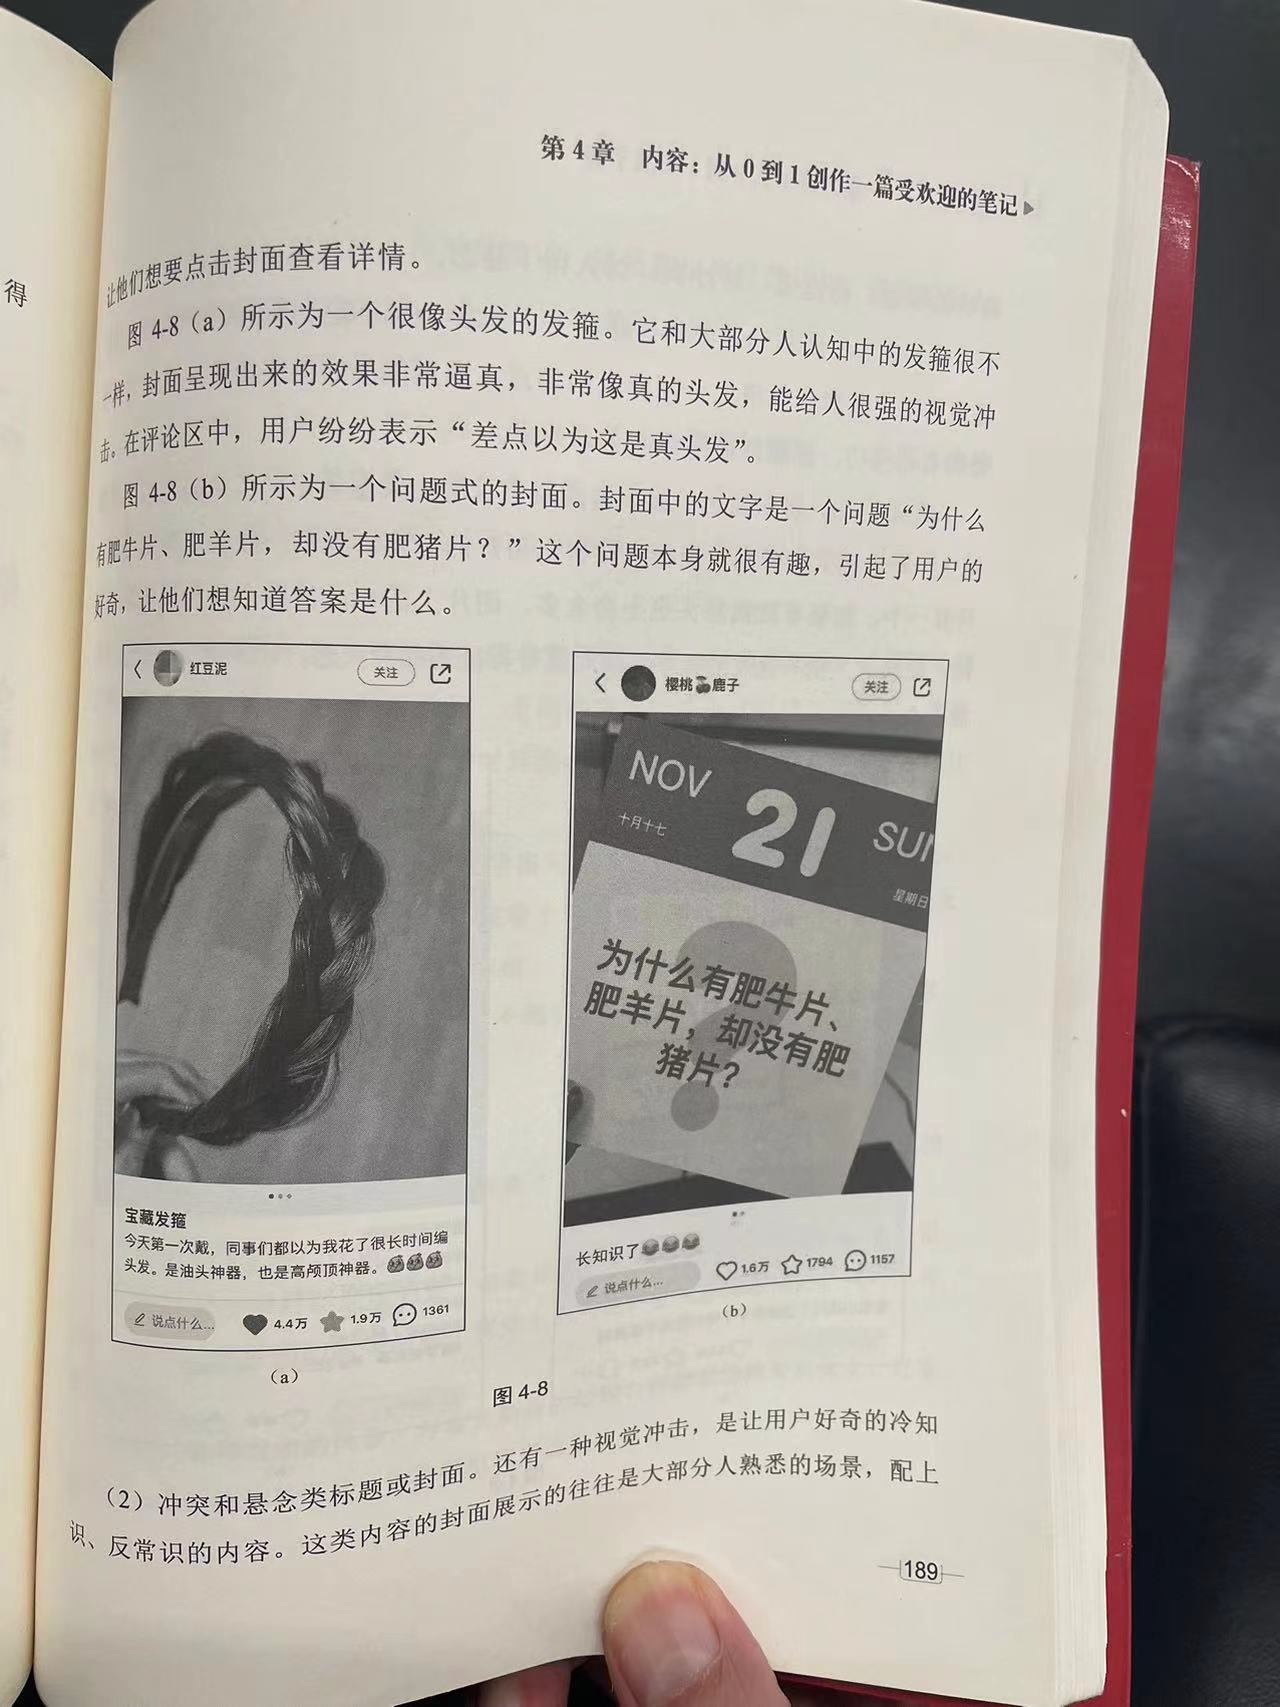 得
第4章 内容：从0到1创作一篇受欢迎的笔记
让他们想要点击封面查看详情。
图 4-8（a）所示为一个很像头发的发箍。它和大部分人认知中的发箍很不
一样，封面呈现出来的效果非常逼真，非常像真的头发，能给人很强的视觉冲
击。在评论区中，用户纷纷表示“差点以为这是真头发”。
图 4-8（b）所示为一个问题式的封面。封面中的文字是一个问题“为什么
有肥牛片、肥羊片，却没有肥猪片？”这个问题本身就很有趣，引起了用户的
好奇，让他们想知道答案是什么。
红豆泥
关注
宝藏发箍
今天第一次戴，同事们都以为我花了很长时间编
头发。是油头神器，也是高颅顶神器。
说点什么...
4.4万 1.9万 1361
（a）
樱桃🍒鹿子
关注
NOV 21 SUN
十月十七 星期日
为什么有肥牛片、
肥羊片，却没有肥
猪片？
长知识了😂😂😂
说点什么... 1.6万 1794 1157
（b）
图 4-8
（2）冲突和悬念类标题或封面。还有一种视觉冲击，是让用户好奇的冷知
识、反常识的内容。这类内容的封面展示的往往是大部分人熟悉的场景，配上
189